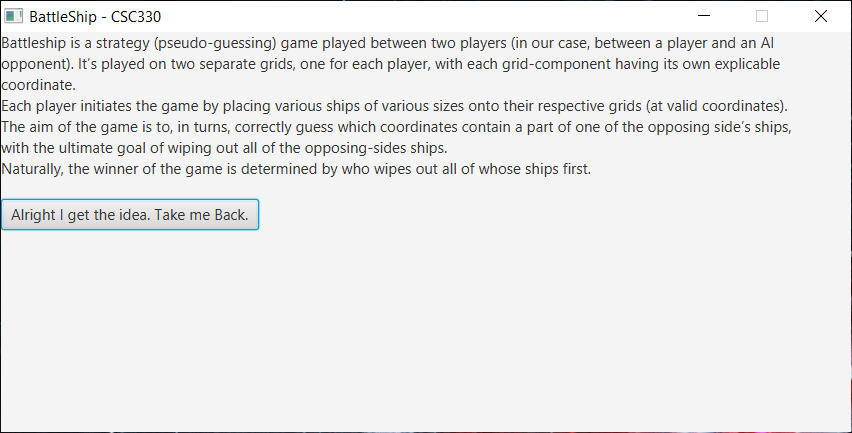 BattleShip - CSC330
Battleship is a strategy (pseudo-guessing) game played between two players (in our case, between a player and an AI
opponent). It’s played on two separate grids, one for each player, with each grid-component having its own explicable
coordinate.
Each player initiates the game by placing various ships of various sizes onto their respective grids (at valid coordinates).
The aim of the game is to, in turns, correctly guess which coordinates contain a part of one of the opposing side’s ships,
with the ultimate goal of wiping out all of the opposing-sides ships.
Naturally, the winner of the game is determined by who wipes out all of whose ships first.
Alright I get the idea. Take me Back.